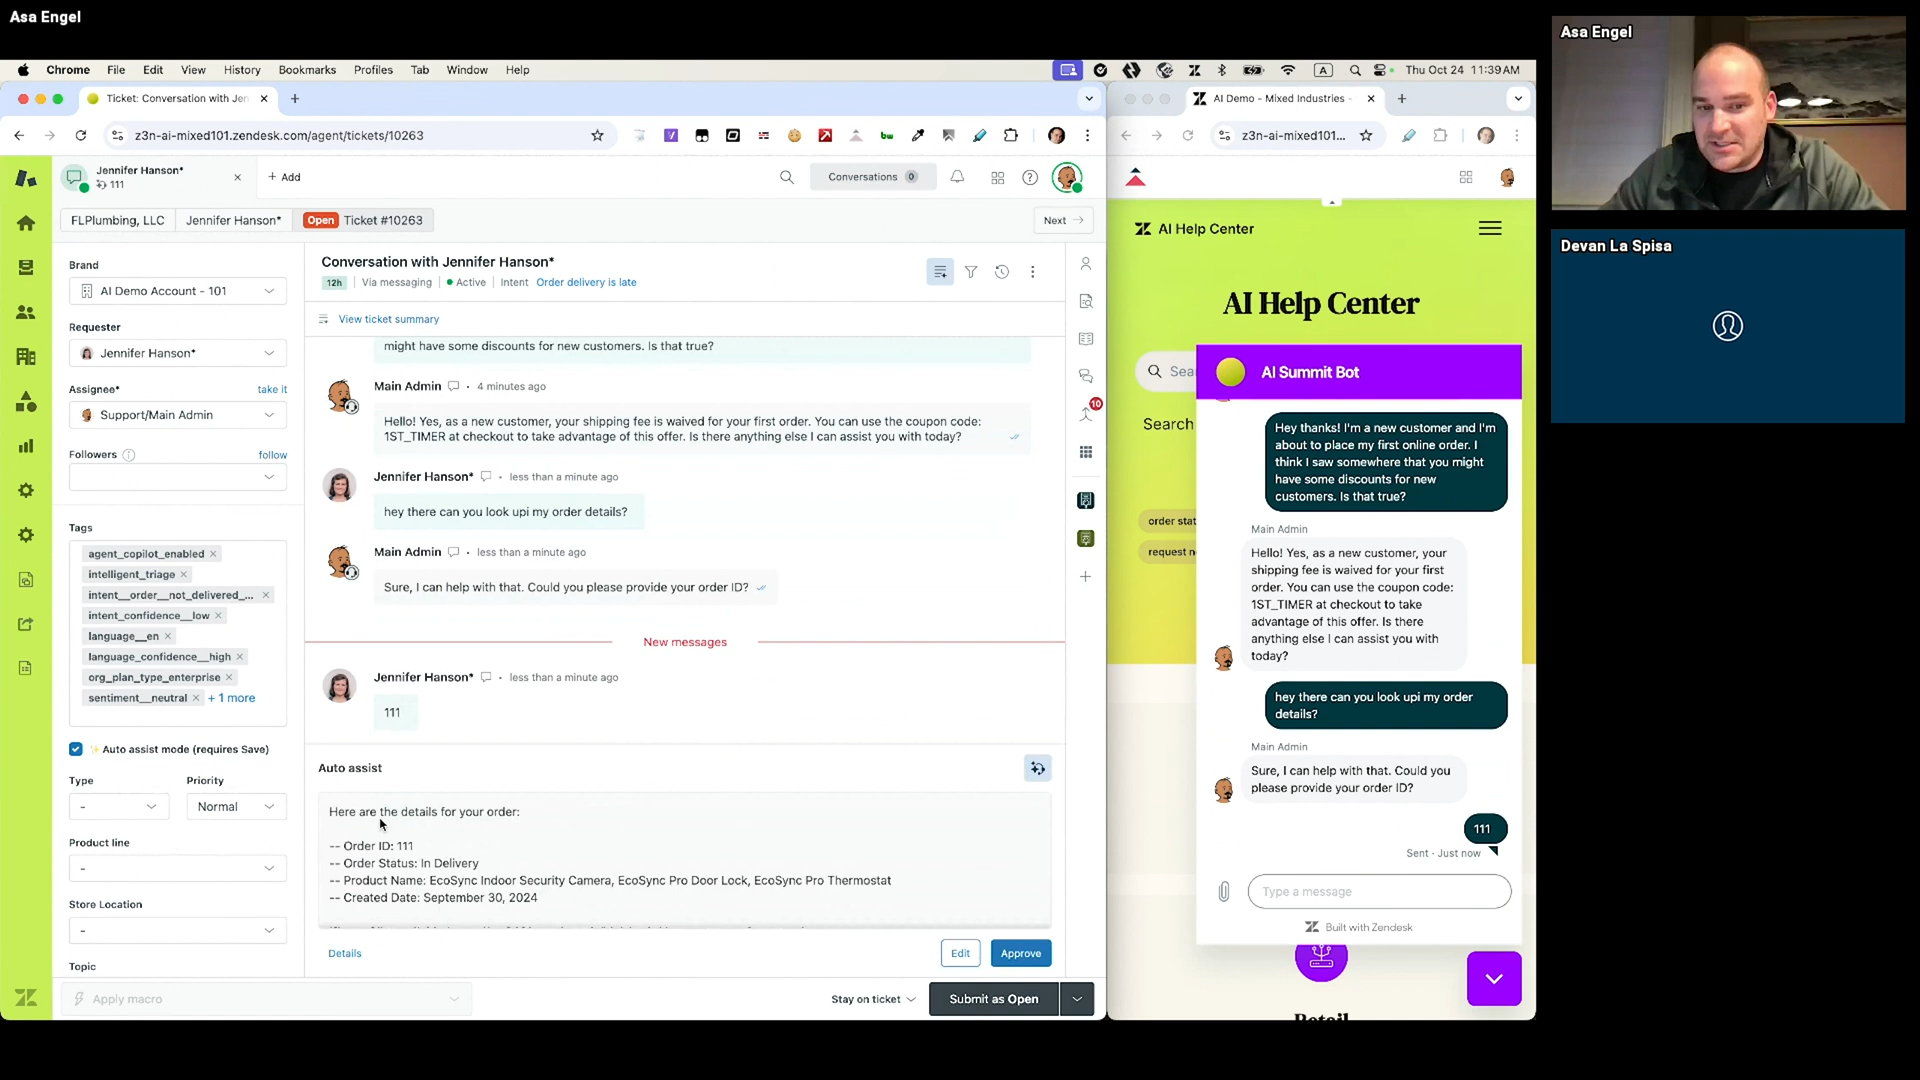 Asa Engel
Chrome File Edit View History Bookmarks Profiles Tab Window Help
A
Thu Oct 24 11:39 AM
Ticket: Conversation with Jen
z3n-ai-mixed101.zendesk.com/agent/tickets/10263
Jennifer Hanson*
111
+ Add
Conversations 0
FLPlumbing, LLC
Jennifer Hanson*
Open Ticket #10263
Next
Brand
AI Demo Account - 101
Requester
Jennifer Hanson*
Assignee*
take it
Support/Main Admin
Followers
follow
Tags
agent_copilot_enabled
intelligent_triage
intent__order__not_delivered_...
intent_confidence__low
language__en
language_confidence__high
org_plan_type_enterprise
sentiment__neutral
+ 1 more
Auto assist mode (requires Save)
Type
Priority
-
Normal
Product line
-
Store Location
-
Topic
Apply macro
Conversation with Jennifer Hanson*
12h Via messaging Active Intent Order delivery is late
View ticket summary
might have some discounts for new customers. Is that true?
Main Admin · 4 minutes ago
Hello! Yes, as a new customer, your shipping fee is waived for your first order. You can use the coupon code:
1ST_TIMER at checkout to take advantage of this offer. Is there anything else I can assist you with today?
Jennifer Hanson* · less than a minute ago
hey there can you look upi my order details?
Main Admin · less than a minute ago
Sure, I can help with that. Could you please provide your order ID?
New messages
Jennifer Hanson* · less than a minute ago
111
Auto assist
Here are the details for your order:
-- Order ID: 111
-- Order Status: In Delivery
-- Product Name: EcoSync Indoor Security Camera, EcoSync Pro Door Lock, EcoSync Pro Thermostat
-- Created Date: September 30, 2024
Details
Edit
Approve
Stay on ticket
Submit as Open
10
AI Demo - Mixed Industries -
z3n-ai-mixed101...
AI Help Center
AI Help Center
Sea
Search
order stat
request n
AI Summit Bot
Hey thanks! I'm a new customer and I'm
about to place my first online order. I
think I saw somewhere that you might
have some discounts for new
customers. Is that true?
Main Admin
Hello! Yes, as a new customer, your
shipping fee is waived for your first
order. You can use the coupon code:
1ST_TIMER at checkout to take
advantage of this offer. Is there
anything else I can assist you with
today?
hey there can you look upi my order
details?
Main Admin
Sure, I can help with that. Could you
please provide your order ID?
111
Sent · Just now
Type a message
Built with Zendesk
Retail
Asa Engel
Devan La Spisa